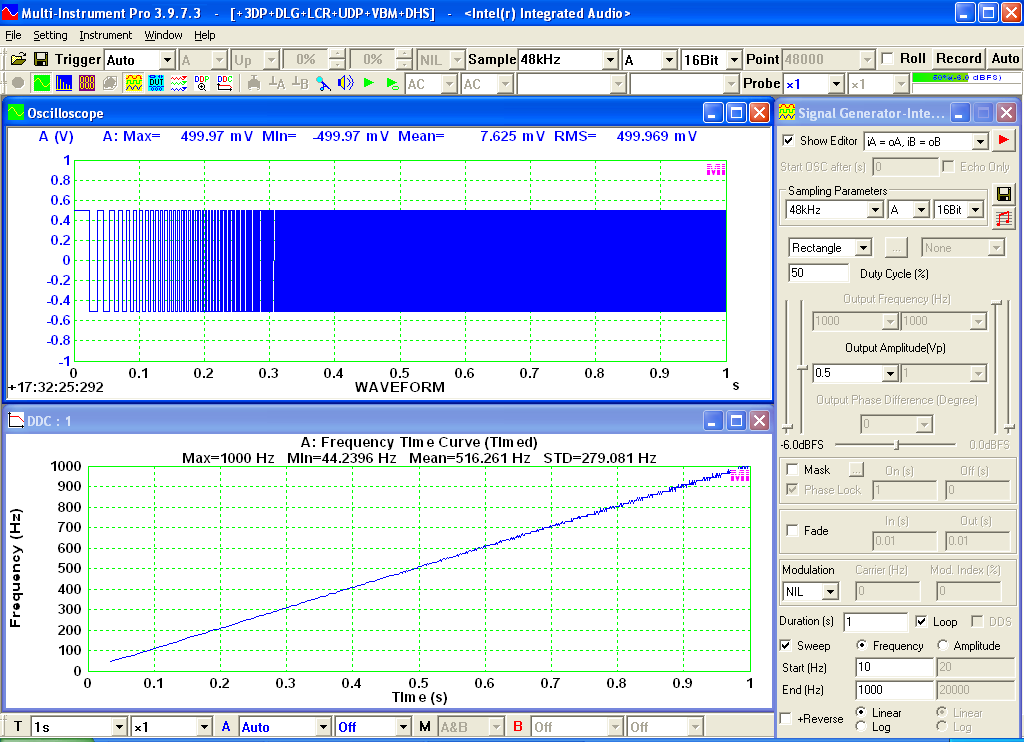 Multi-Instrument Pro 3.9.7.3 - [+3DP+DLG+LCR+UDP+VBM+DHS] - <Intel(r) Integrated Audio>
File Setting Instrument Window Help
Trigger Auto A Up 0% 0% NIL Sample 48kHz A 16Bit Point 48000 Roll Record Auto
DUT DDP DDC A B AC AC Probe ×1 ×1 50%(-6.0 dBFS)
Oscilloscope
A (V) A: Max= 499.97 mV MIn= -499.97 mV Mean= 7.625 mV RMS= 499.969 mV
1
0.8
0.6
0.4
0.2
0
-0.2
-0.4
-0.6
-0.8
-1
MI
0 0.1 0.2 0.3 0.4 0.5 0.6 0.7 0.8 0.9 1
+17:32:25:292 WAVEFORM s
DDC : 1
A: Frequency TIme Curve (TImed)
Max=1000 Hz MIn=44.2396 Hz Mean=516.261 Hz STD=279.081 Hz
1000
900
800
700
600
500
400
300
200
100
0
Frequency (Hz)
MI
0 0.1 0.2 0.3 0.4 0.5 0.6 0.7 0.8 0.9 1
TIme (s)
T 1s ×1 A Auto Off M A&B B Off Off
Signal Generator-Inte...
Show Editor iA = oA, iB = oB
Start OSC after (s) 0 Echo Only
Sampling Parameters
48kHz A 16Bit
Rectangle ... None
50 Duty Cycle (%)
Output Frequency (Hz)
1000 1000
Output Amplitude(Vp)
0.5 1
Output Phase Difference (Degree)
0
-6.0dBFS 0.0dBFS
Mask ... On (s) Off (s)
Phase Lock 1 0
In (s) Out (s)
Fade 0.01 0.01
Modulation Carrier (Hz) Mod. Index (%)
NIL 0 0
Duration (s) 1 Loop DDS
Sweep Frequency Amplitude
Start (Hz) 10 20
End (Hz) 1000 20000
+Reverse Linear Linear
Log Log